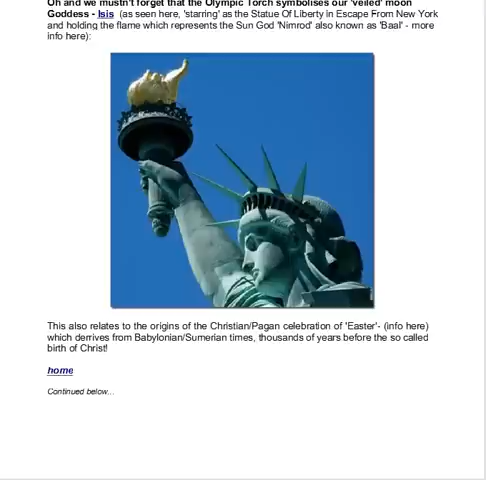 Oh and we mustn't forget that the Olympic Torch symbolises our 'veiled' moon
Goddess - Isis (as seen here, 'starring' as the Statue Of Liberty in Escape From New York
and holding the flame which represents the Sun God 'Nimrod' also known as 'Baal' - more
info here):
This also relates to the origins of the Christian/Pagan celebration of 'Easter'- (info here)
which derrives from Babylonian/Sumerian times, thousands of years before the so called
birth of Christ!
home
Continued below...